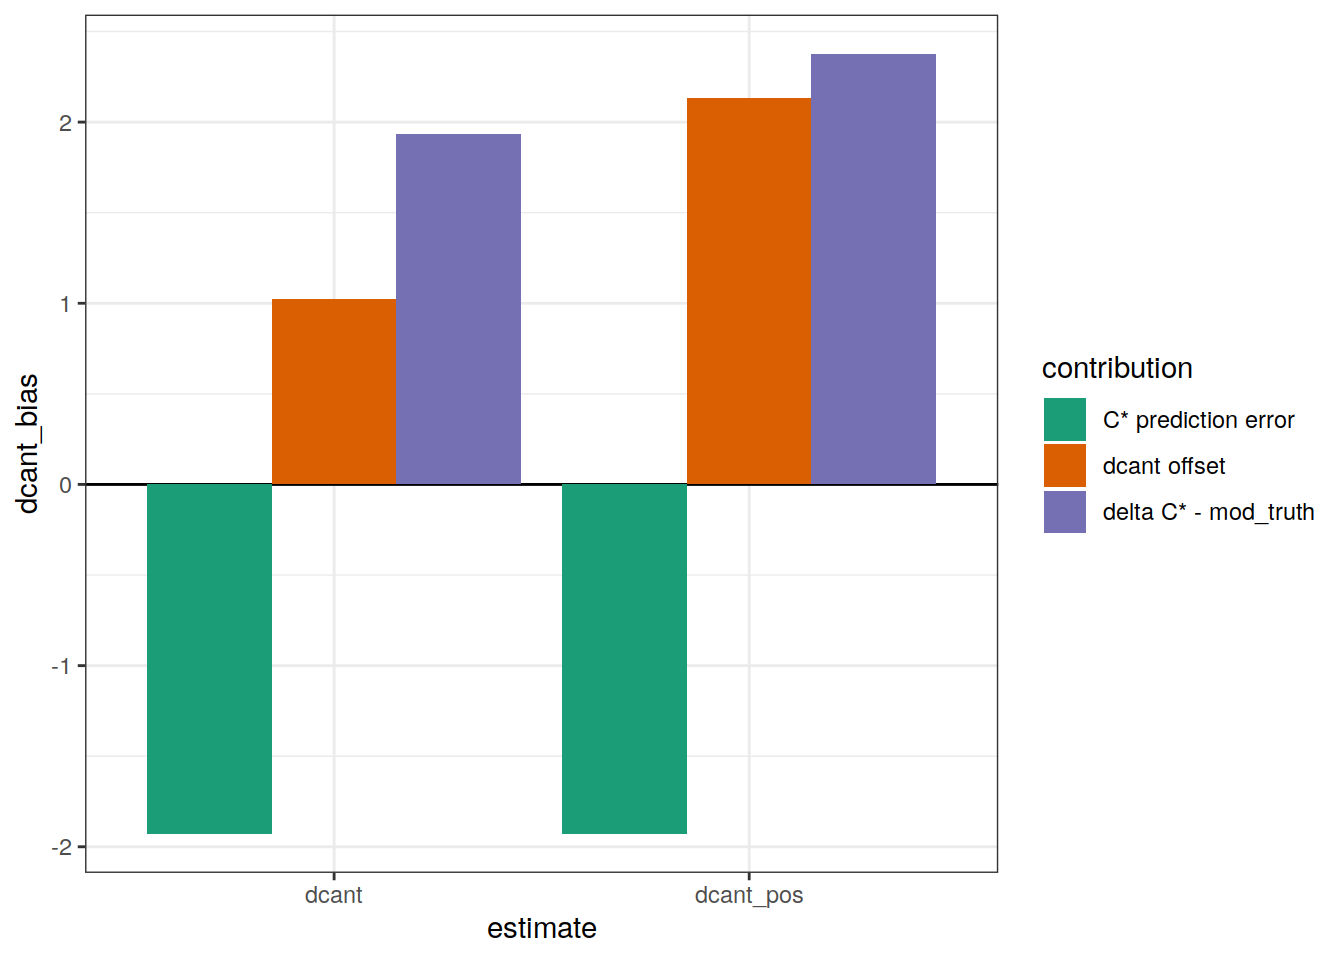 dcant_bias
2
1
0
-1
-2
dcant
dcant_pos
estimate
contribution
C* prediction error
dcant offset
delta C* - mod_truth